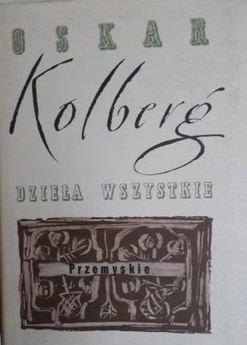 OSKAR
Kolberg
DZIEŁA WSZYSTKIE
Przemyskie